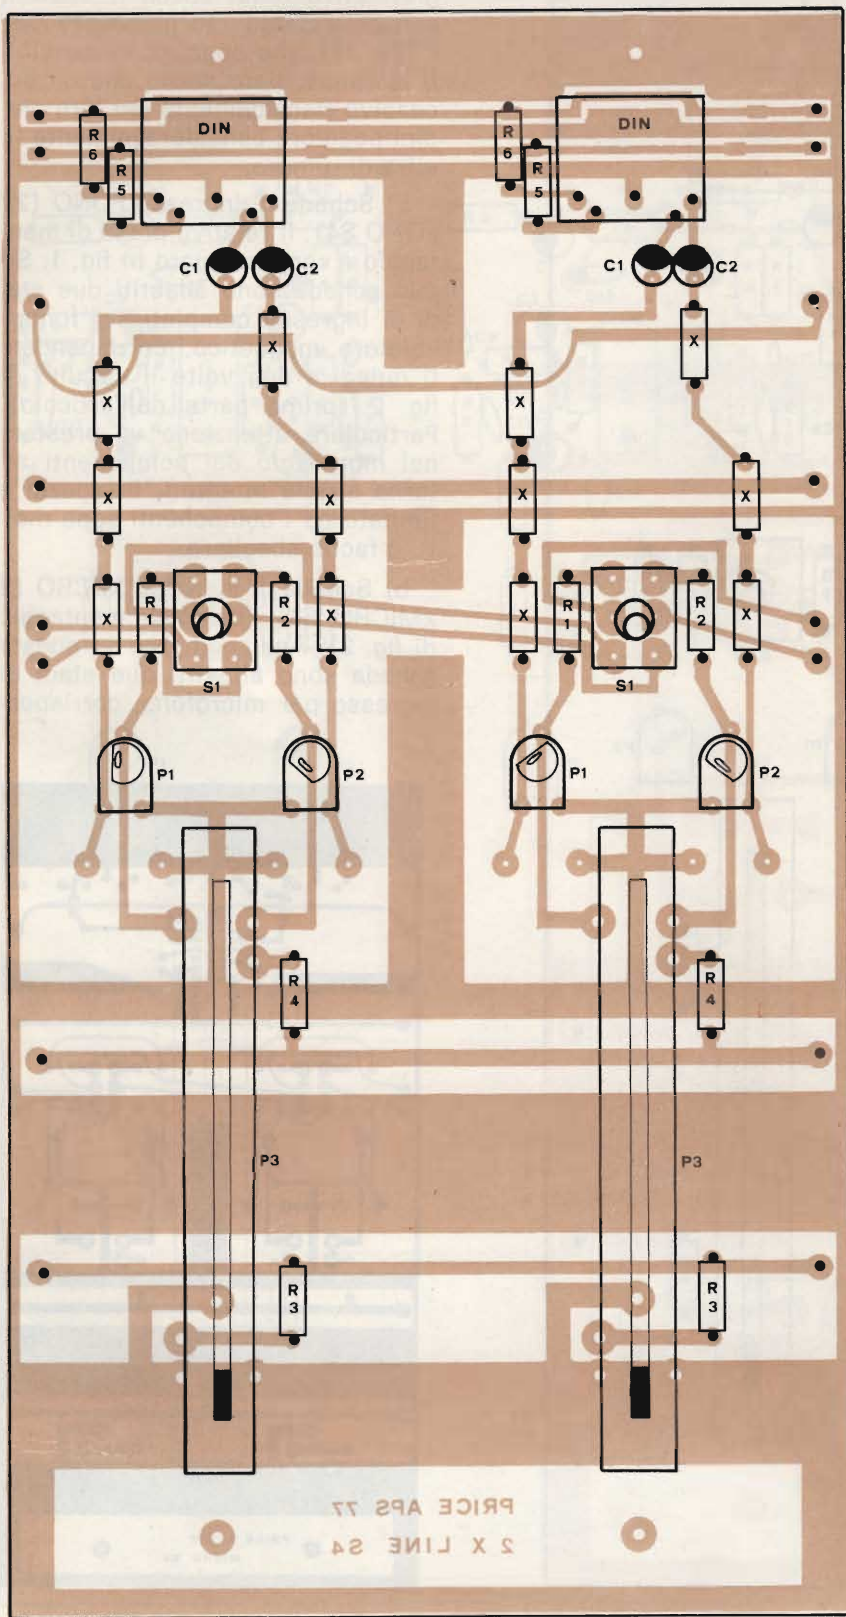 DIN DIN
R6 R5 R6 R5
C1 C2 C1 C2
X X
X X
X X X X
X R1 R2 X X R1 R2 X
S1 S1
P1 P2 P1 P2
R4 R4
P3 P3
R3 R3
PRICE APS 77
2 X LINE S4